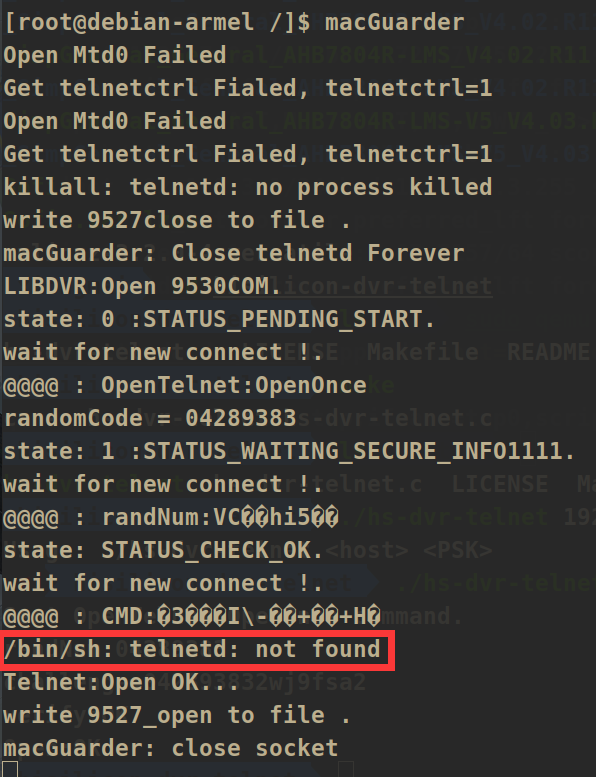 [root@debian-armel /]$ macGuarder
Open Mtd0 Failed
Get telnetctrl Fialed, telnetctrl=1
Open Mtd0 Failed
Get telnetctrl Fialed, telnetctrl=1
killall: telnetd: no process killed
write 9527close to file .
macGuarder: Close telnetd Forever
LIBDVR:Open 9530COM.
state: 0 :STATUS_PENDING_START.
wait for new connect !.
@@@@ : OpenTelnet:OpenOnce
randomCode = 04289383
state: 1 :STATUS_WAITING_SECURE_INFO1111.
wait for new connect !.
@@@@ : randNum:VC��hi5��
state: STATUS_CHECK_OK.
wait for new connect !.
@@@@ : CMD:�3���I\-��+��+H�
/bin/sh: telnetd: not found
Telnet:Open OK...
write 9527_open to file .
macGuarder: close socket